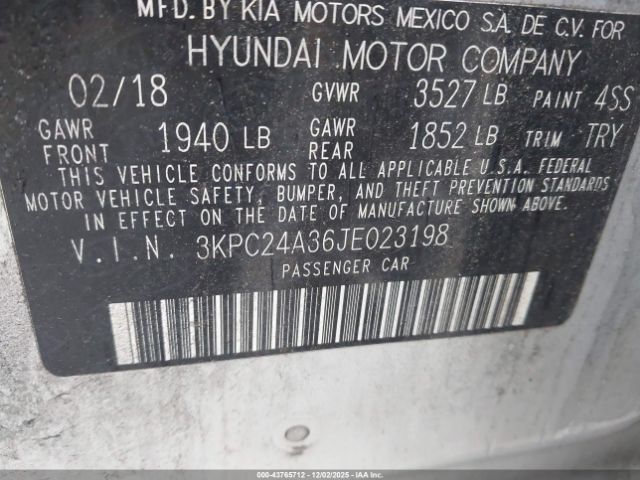 MFD. BY KIA MOTORS MEXICO S.A. DE C.V. FOR
HYUNDAI MOTOR COMPANY
02/18 GVWR 3527 LB PAINT 4SS
GAWR FRONT 1940 LB GAWR REAR 1852 LB TRIM TRY
THIS VEHICLE CONFORMS TO ALL APPLICABLE U.S.A. FEDERAL
MOTOR VEHICLE SAFETY, BUMPER, AND THEFT PREVENTION STANDARDS
IN EFFECT ON THE DATE OF MANUFACTURE SHOWN ABOVE.
V.I.N. 3KPC24A36JE023198
PASSENGER CAR
000-43765712 | 12/02/2025 | IAAI.COM